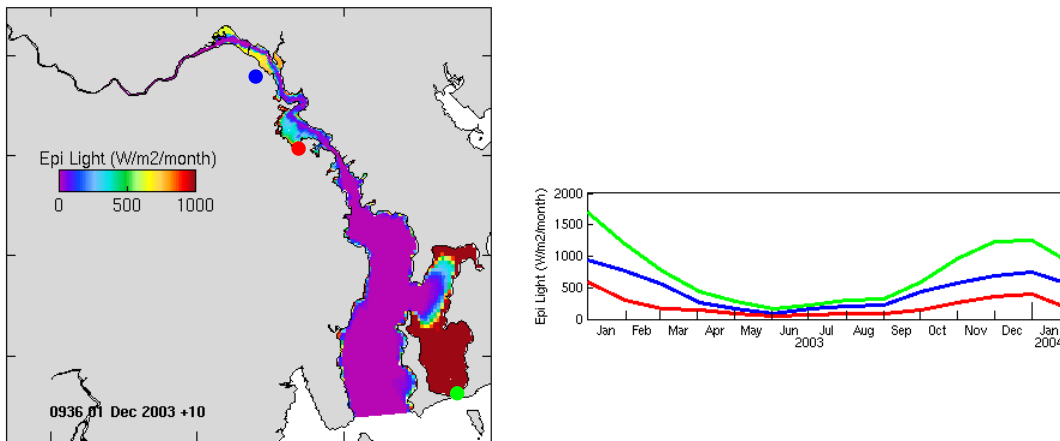 Epi Light (W/m2/month)
0 500 1000
0936 01 Dec 2003 +10
Epi Light (W/m2/month)
2000
1500
1000
500
0
Jan Feb Mar Apr May Jun Jul Aug Sep Oct Nov Dec Jan
2003 2004